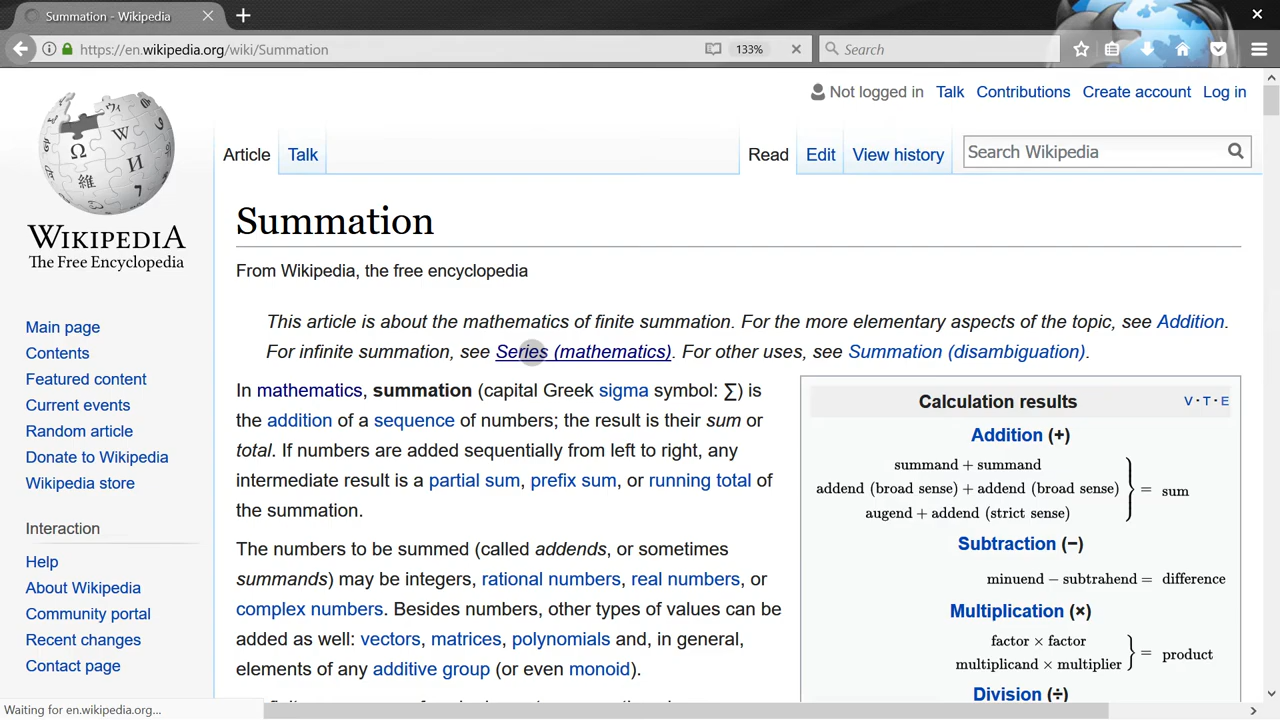 Summation - Wikipedia
https://en.wikipedia.org/wiki/Summation
133%
Search
Not logged in Talk Contributions Create account Log in
Article Talk Read Edit View history Search Wikipedia
WIKIPEDIA
The Free Encyclopedia
Main page
Contents
Featured content
Current events
Random article
Donate to Wikipedia
Wikipedia store
Interaction
Help
About Wikipedia
Community portal
Recent changes
Contact page
Summation
From Wikipedia, the free encyclopedia
This article is about the mathematics of finite summation. For the more elementary aspects of the topic, see Addition.
For infinite summation, see Series (mathematics). For other uses, see Summation (disambiguation).
In mathematics, summation (capital Greek sigma symbol: ∑) is
the addition of a sequence of numbers; the result is their sum or
total. If numbers are added sequentially from left to right, any
intermediate result is a partial sum, prefix sum, or running total of
the summation.
The numbers to be summed (called addends, or sometimes
summands) may be integers, rational numbers, real numbers, or
complex numbers. Besides numbers, other types of values can be
added as well: vectors, matrices, polynomials and, in general,
elements of any additive group (or even monoid).
Calculation results V · T · E
Addition (+)
summand + summand
addend (broad sense) + addend (broad sense)
augend + addend (strict sense)
} = sum
Subtraction (−)
minuend − subtrahend = difference
Multiplication (×)
factor × factor
multiplicand × multiplier
} = product
Division (÷)
Waiting for en.wikipedia.org...